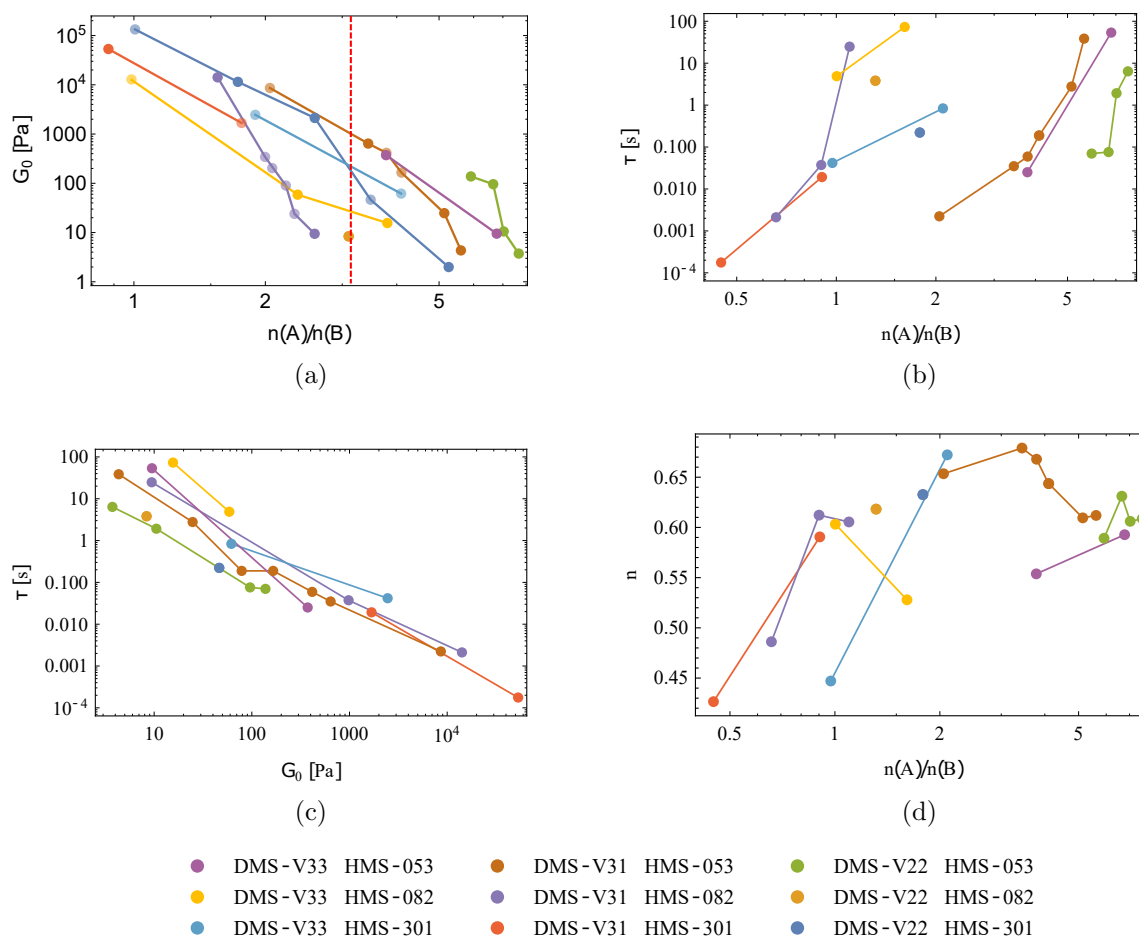 10^5
10^4
1000
100
10
1
G_0 [Pa]
1 2 5
n(A)/n(B)
(a)
100
10
1
0.100
0.010
0.001
10^-4
τ [s]
0.5 1 2 5
n(A)/n(B)
(b)
100
10
1
0.100
0.010
0.001
10^-4
τ [s]
10 100 1000 10^4
G_0 [Pa]
(c)
0.65
0.60
0.55
0.50
0.45
n
0.5 1 2 5
n(A)/n(B)
(d)
DMS-V33 HMS-053 DMS-V31 HMS-053 DMS-V22 HMS-053
DMS-V33 HMS-082 DMS-V31 HMS-082 DMS-V22 HMS-082
DMS-V33 HMS-301 DMS-V31 HMS-301 DMS-V22 HMS-301